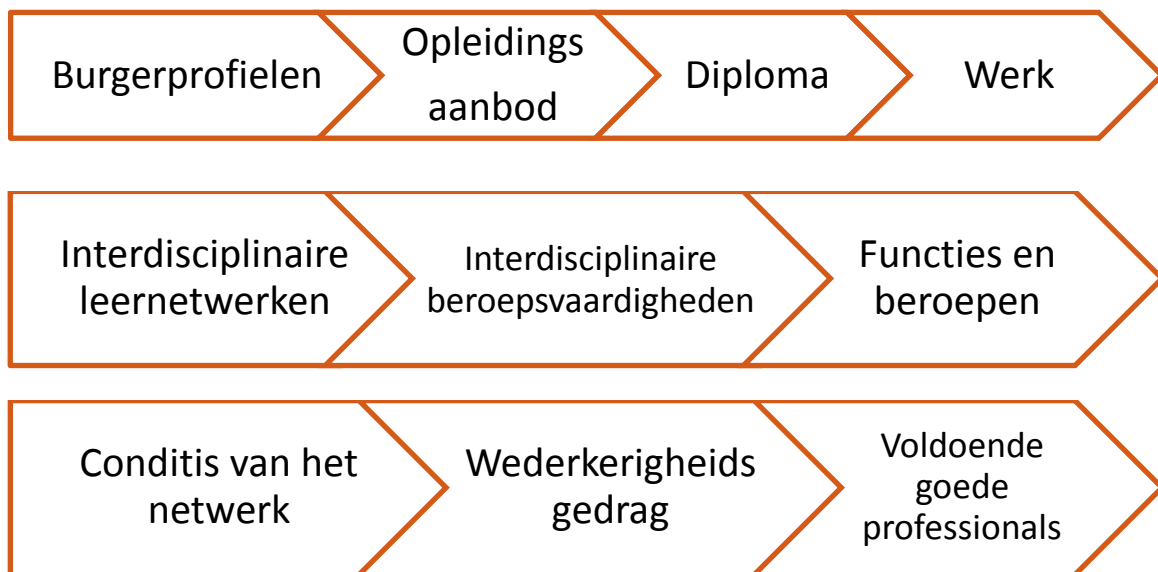 Burgerprofielen
Opleidings
aanbod
Diploma
Werk
Interdisciplinaire
leernetwerken
Interdisciplinaire
beroepsvaardigheden
Functies en
beroepen
Conditis van het
netwerk
Wederkerigheids
gedrag
Voldoende
goede
professionals